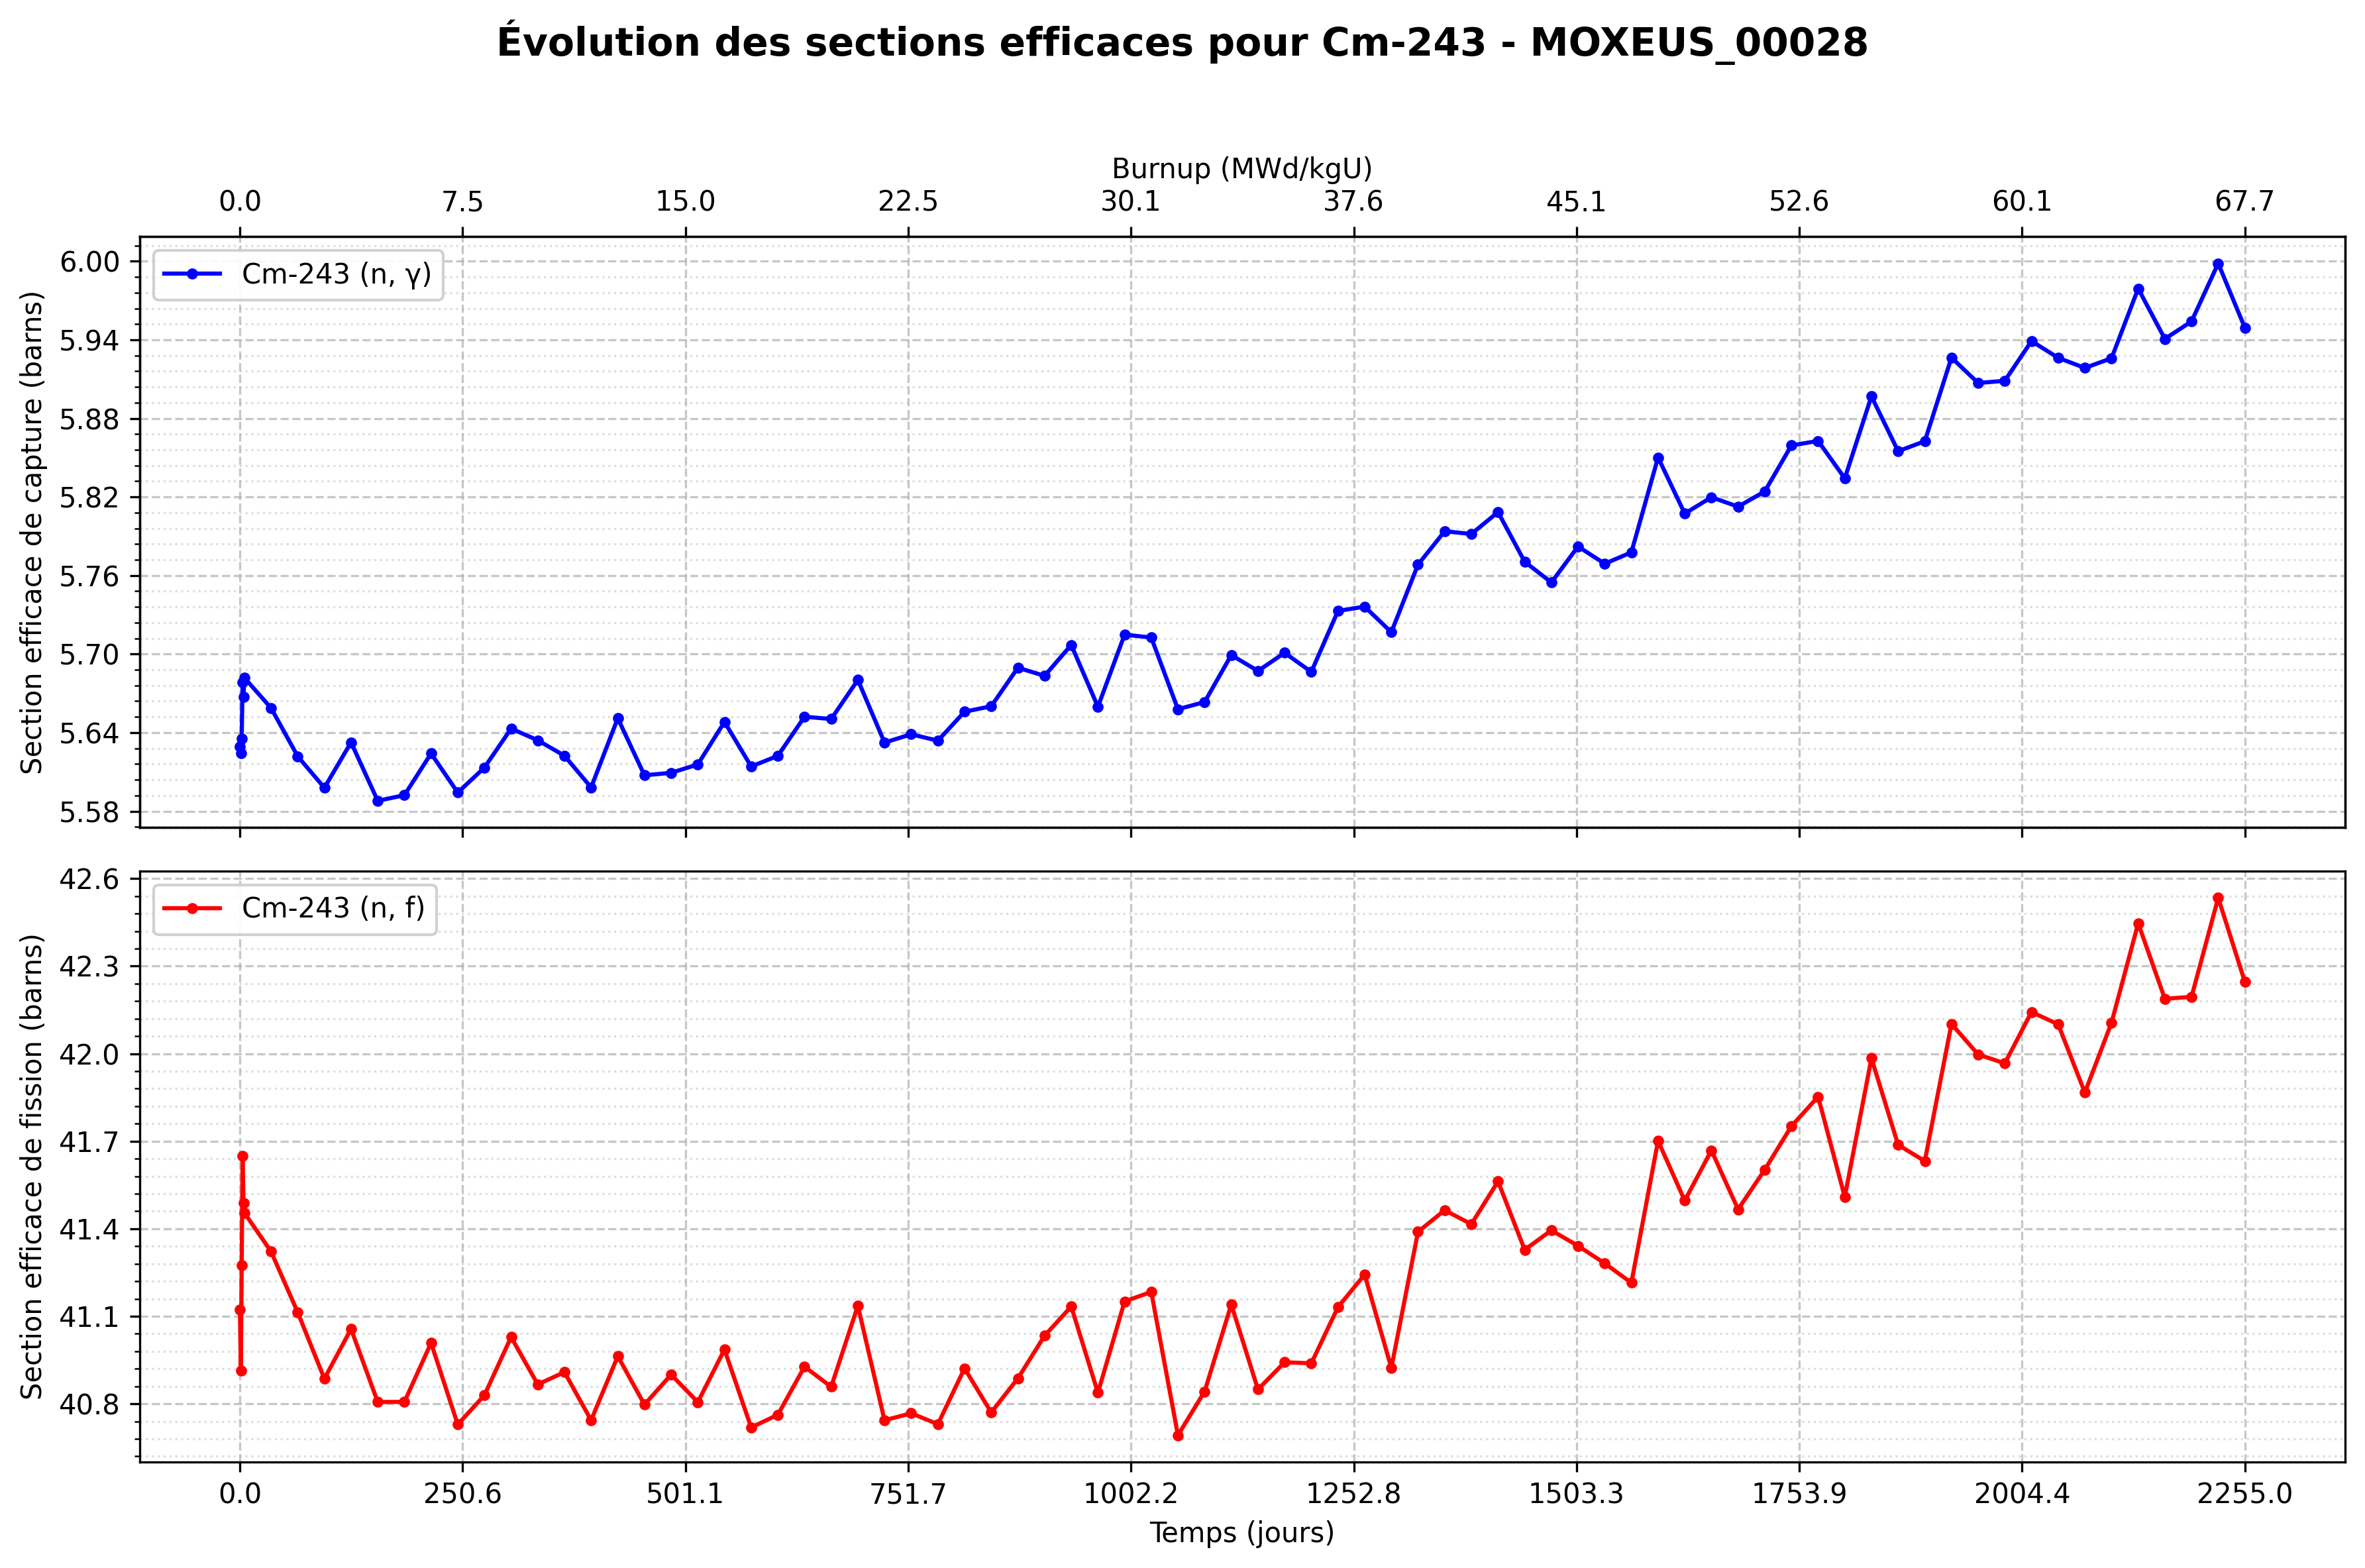 Évolution des sections efficaces pour Cm-243 - MOXEUS_00028
Burnup (MWd/kgU)
0.0 7.5 15.0 22.5 30.1 37.6 45.1 52.6 60.1 67.7
Cm-243 (n, γ)
Section efficace de capture (barns)
6.00
5.94
5.88
5.82
5.76
5.70
5.64
5.58
Cm-243 (n, f)
Section efficace de fission (barns)
42.6
42.3
42.0
41.7
41.4
41.1
40.8
0.0 250.6 501.1 751.7 1002.2 1252.8 1503.3 1753.9 2004.4 2255.0
Temps (jours)